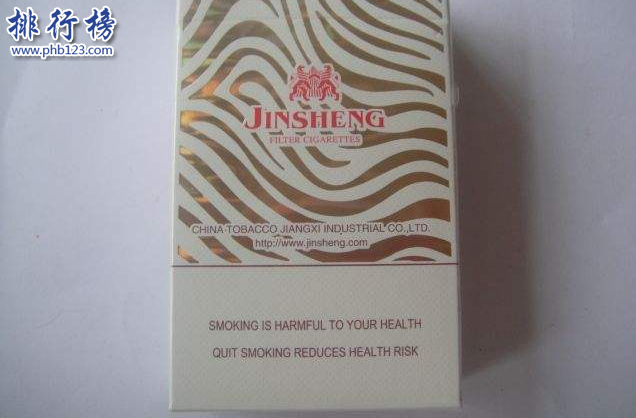 排行榜
www.phb123.com
JINSHENG
FILTER CIGARETTES
CHINA TOBACCO JIANGXI INDUSTRIAL CO.,LTD.
http://www.jinsheng.com
SMOKING IS HARMFUL TO YOUR HEALTH
QUIT SMOKING REDUCES HEALTH RISK